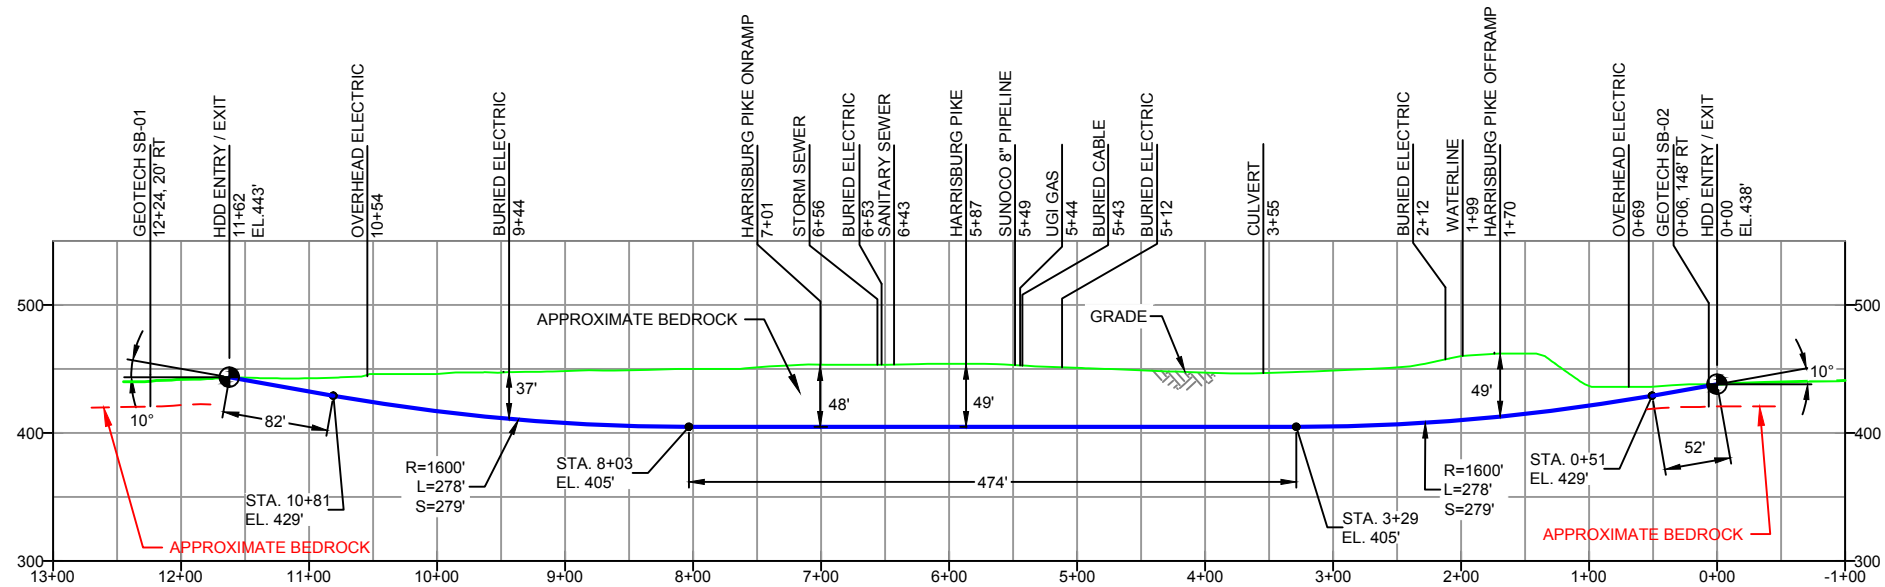 GEOTECH SB-01
12+24, 20' RT
HDD ENTRY / EXIT
11+62
EL.443'
OVERHEAD ELECTRIC
10+54
BURIED ELECTRIC
9+44
HARRISBURG PIKE ONRAMP
7+01
STORM SEWER
6+56
BURIED ELECTRIC
6+53
SANITARY SEWER
6+43
HARRISBURG PIKE
5+87
SUNOCO 8" PIPELINE
5+49
UGI GAS
5+44
BURIED CABLE
5+43
BURIED ELECTRIC
5+12
CULVERT
3+55
BURIED ELECTRIC
2+12
WATERLINE
1+99
HARRISBURG PIKE OFFRAMP
1+70
OVERHEAD ELECTRIC
0+69
GEOTECH SB-02
0+06, 148' RT
HDD ENTRY / EXIT
0+00
EL.438'
500
500
APPROXIMATE BEDROCK
GRADE
10°
37'
48'
49'
49'
10°
82'
400
400
52'
R=1600'
L=278'
S=279'
STA. 8+03
EL. 405'
474'
R=1600'
L=278'
S=279'
STA. 0+51
EL. 429'
STA. 10+81
EL. 429'
STA. 3+29
EL. 405'
APPROXIMATE BEDROCK
APPROXIMATE BEDROCK
300
300
13+00
12+00
11+00
10+00
9+00
8+00
7+00
6+00
5+00
4+00
3+00
2+00
1+00
0+00
-1+00